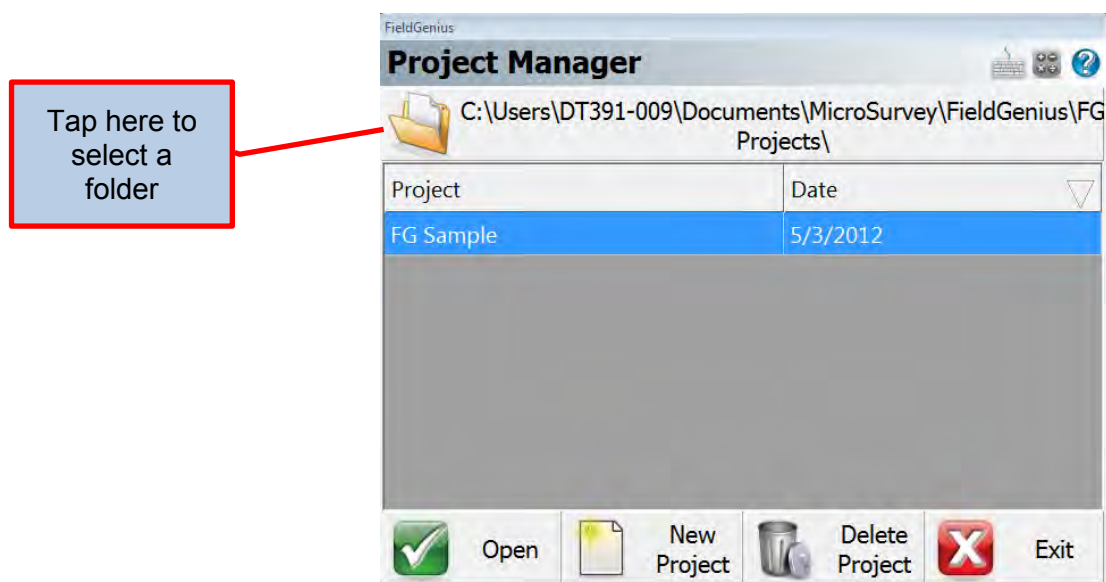 FieldGenius
Project Manager
Tap here to
select a
folder
C:\Users\DT391-009\Documents\MicroSurvey\FieldGenius\FG
Projects\
Project Date
FG Sample 5/3/2012
Open
New
Project
Delete
Project
Exit